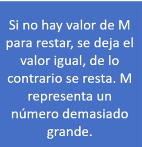 Si no hay valor de M
para restar, se deja el
valor igual, de lo
contrario se resta. M
representa un
número demasiado
grande.